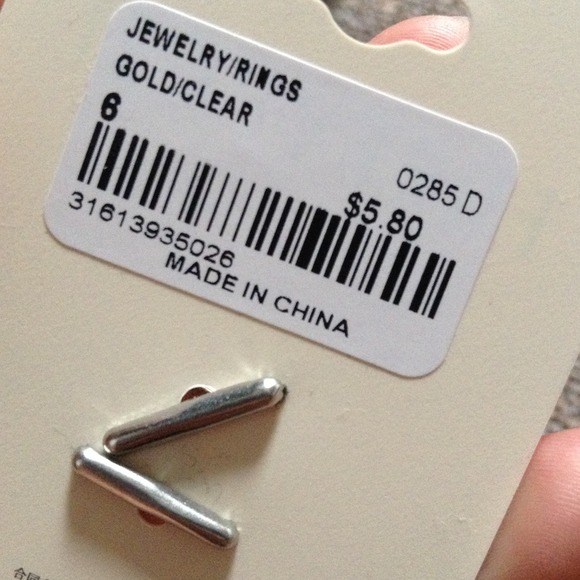 JEWELRY/RINGS
GOLD/CLEAR
6
0285 D
$5.80
31613935026
MADE IN CHINA